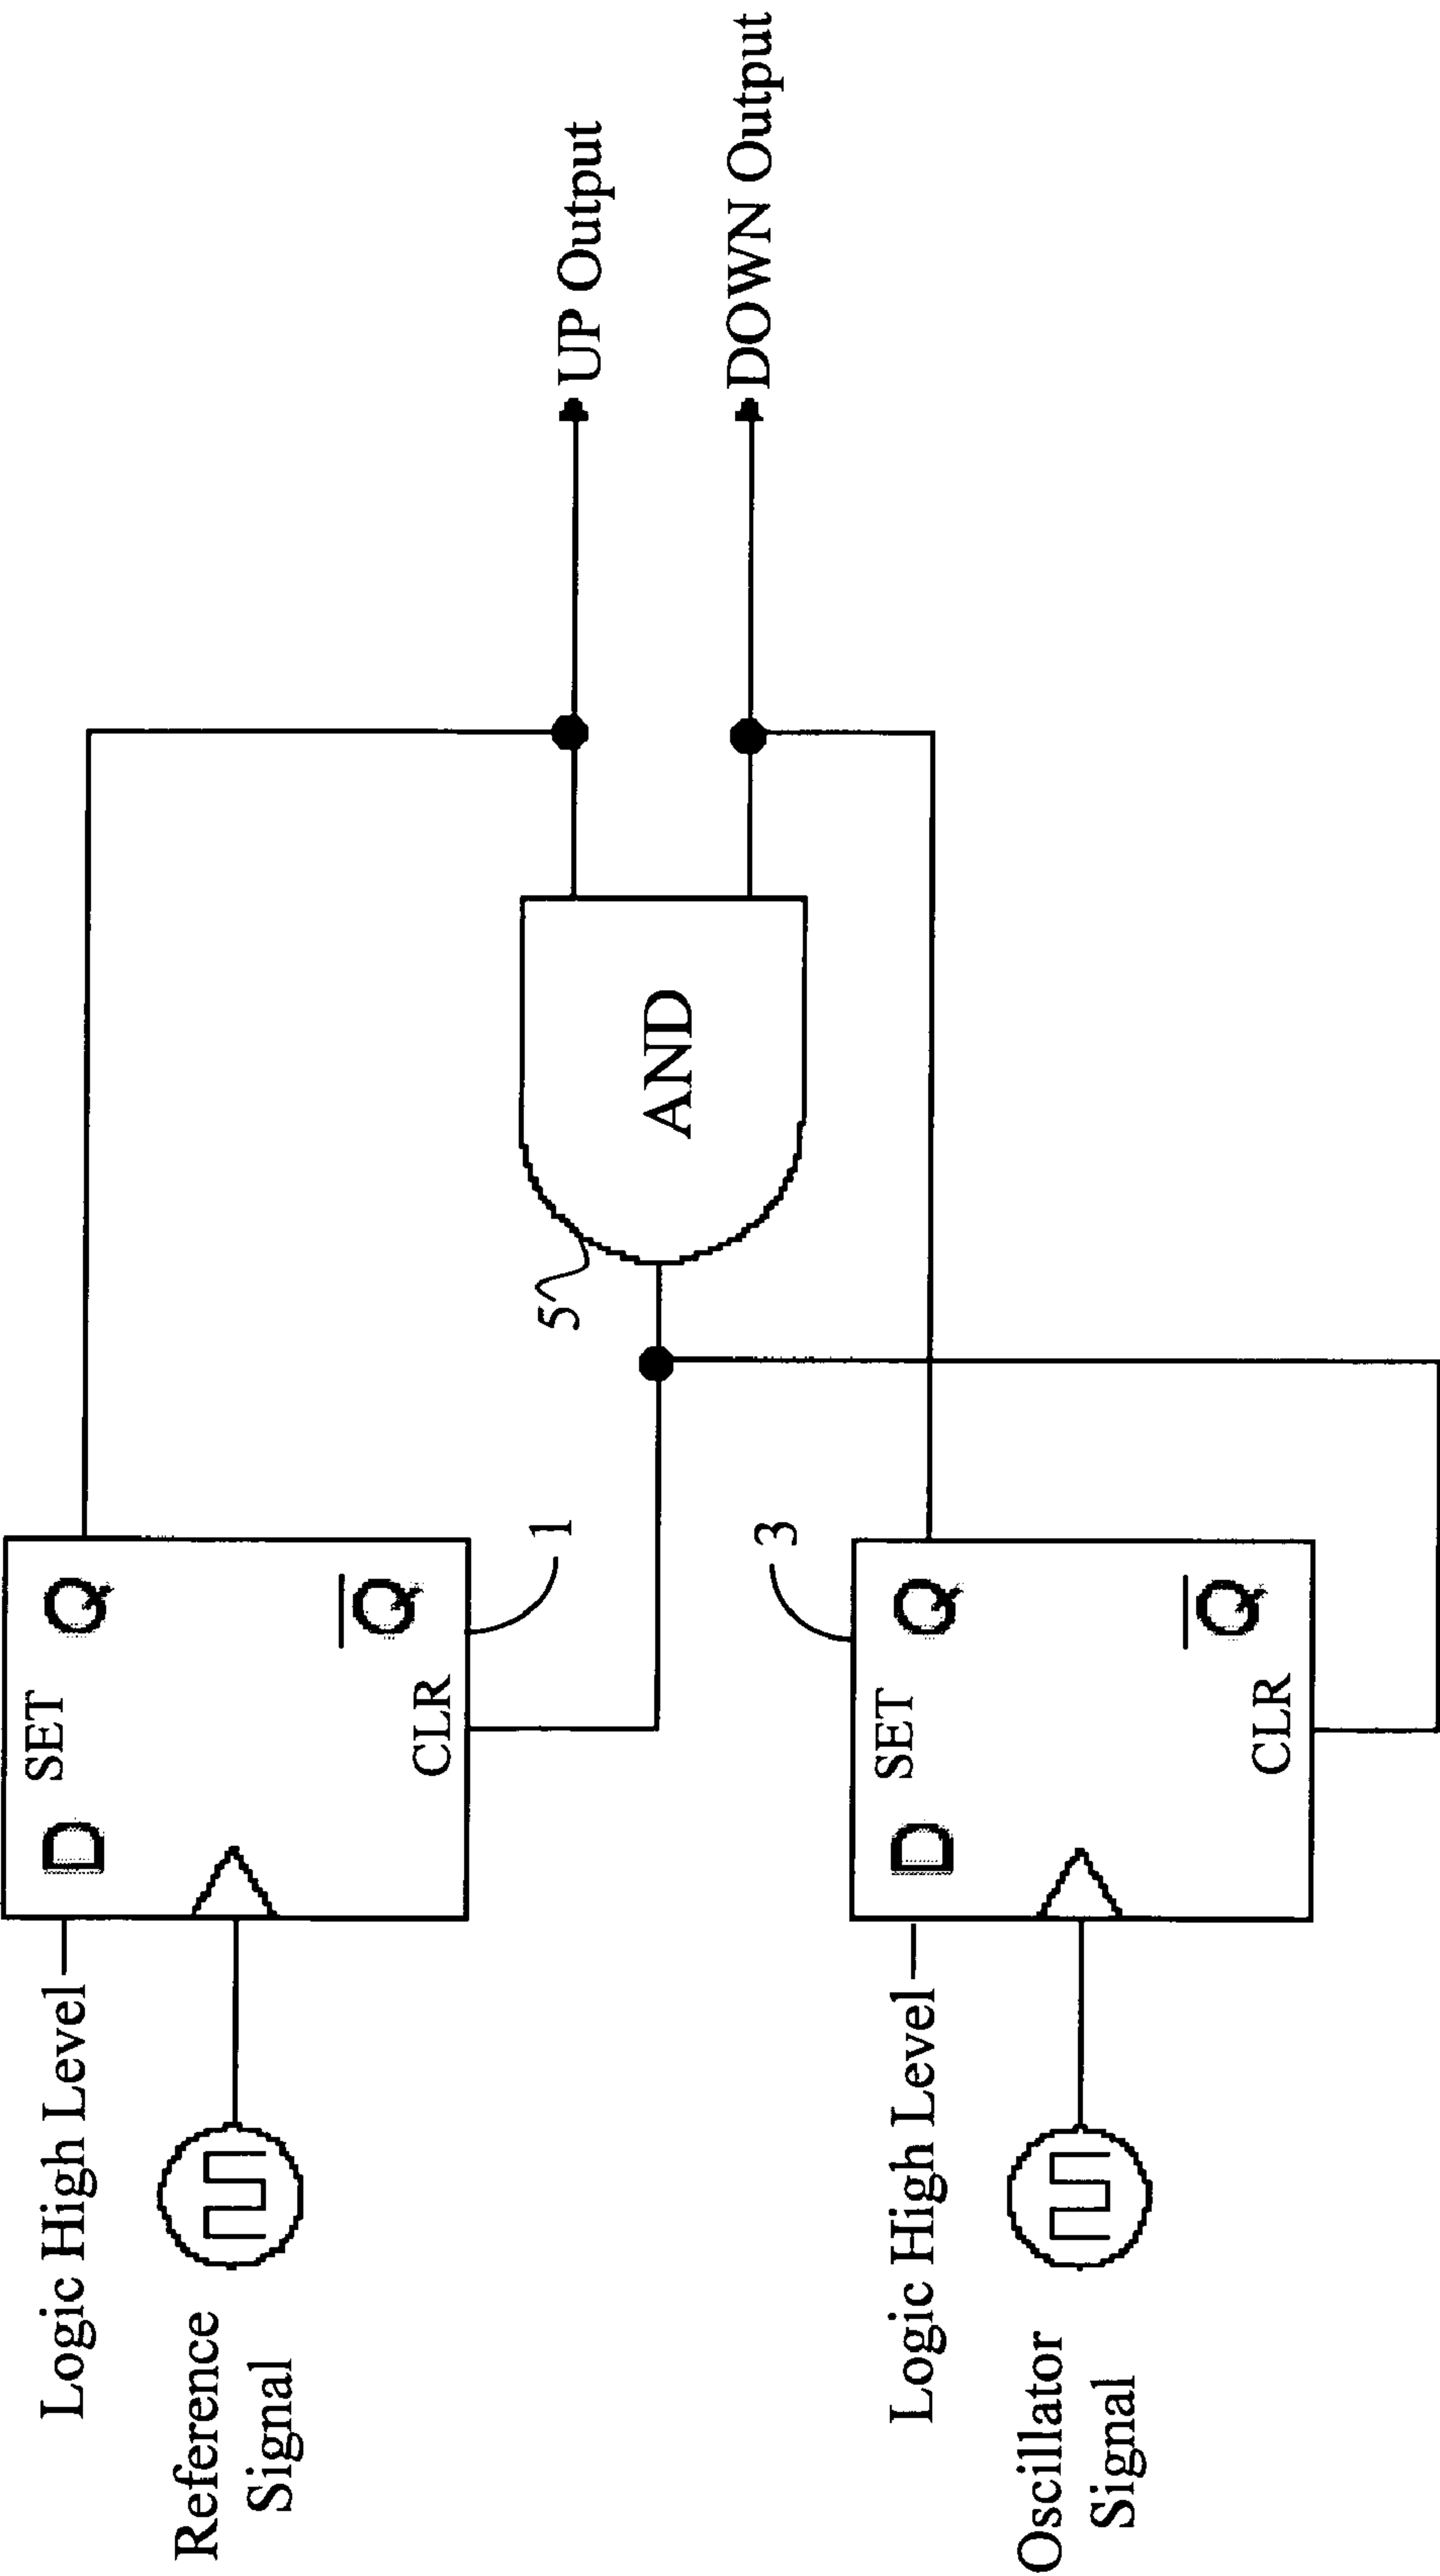 Logic High Level
D
SET
Q
Reference
Signal
CLR
Q
1
5
AND
UP Output
DOWN Output
3
Logic High Level
D
SET
Q
Oscillator
Signal
CLR
Q